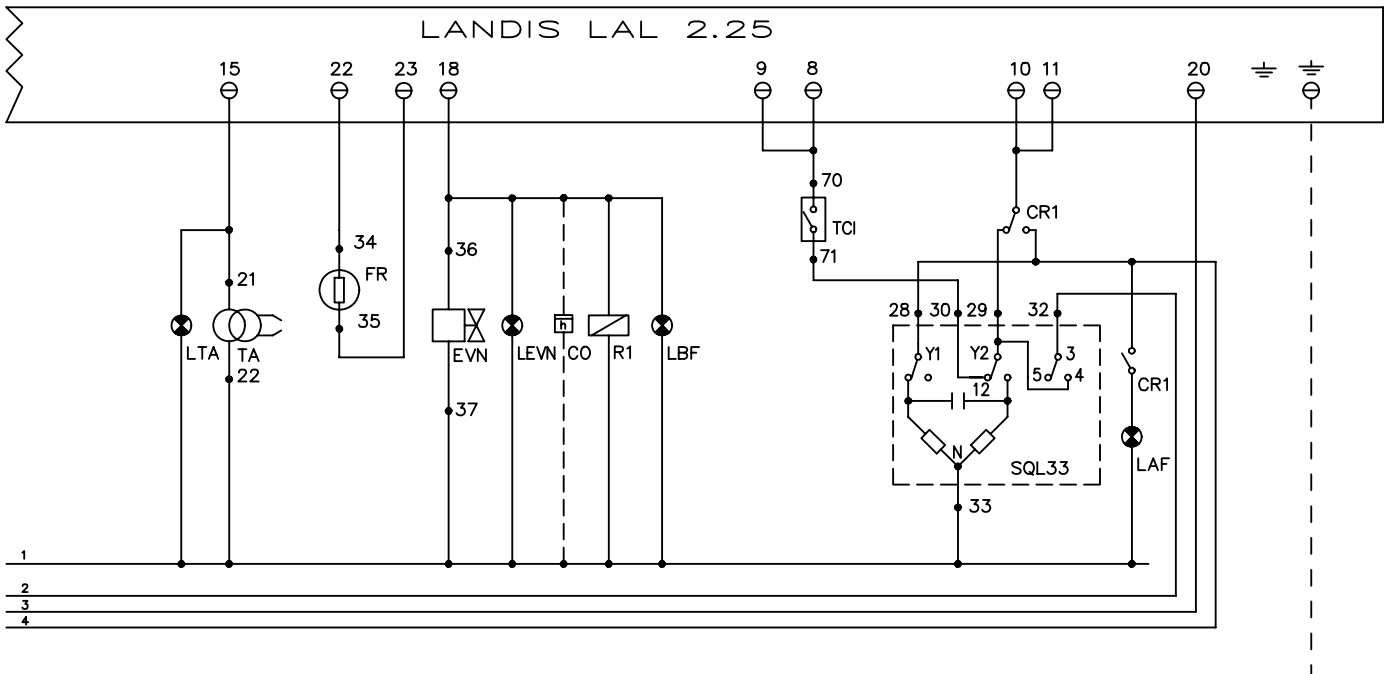 LANDIS LAL 2.25
15 22 23 18 9 8 10 11 20
70
CR1
TCI
34 36 71
FR
21
28 30 29 32
35
LTA TA EVN LEVN h CO R1 LBF Y1 Y2 3
22 12 5 4 CR1
37
N SQL33 LAF
33
1
2
3
4